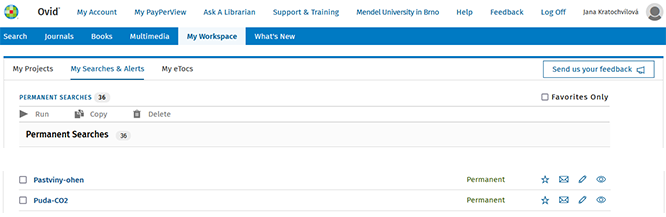 Ovid® My Account My PayPerView Ask A Librarian Support & Training Mendel University in Brno Help Feedback Log Off Jana Kratochvílová
Search Journals Books Multimedia My Workspace What's New
My Projects My Searches & Alerts My eTocs Send us your feedback
PERMANENT SEARCHES 36 Favorites Only
Run Copy Delete
Permanent Searches 36
Pastviny-ohen Permanent
Puda-CO2 Permanent